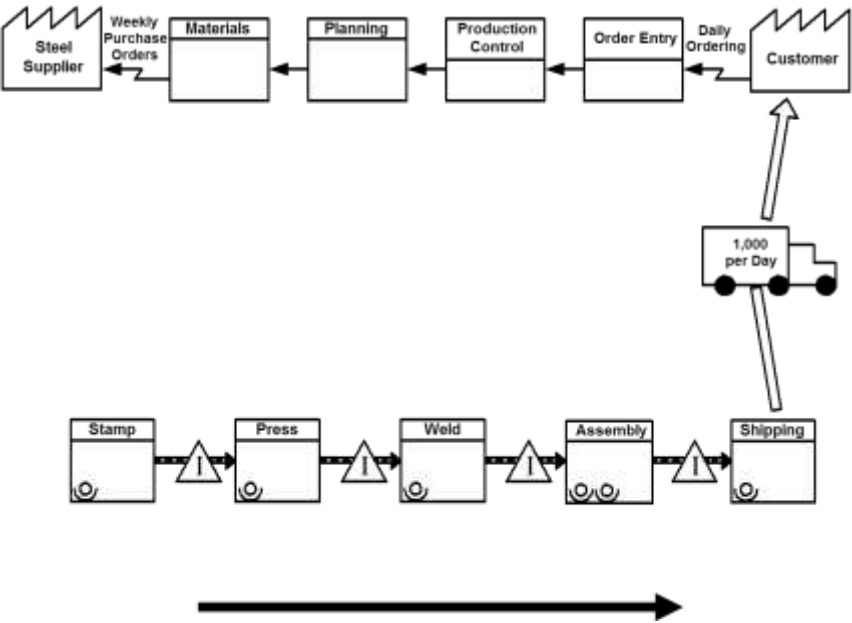 Steel
Supplier
Weekly
Purchase
Orders
Materials
Planning
Production
Control
Order Entry
Daily
Ordering
Customer
1,000
per Day
Stamp
I
Press
I
Weld
I
Assembly
I
Shipping